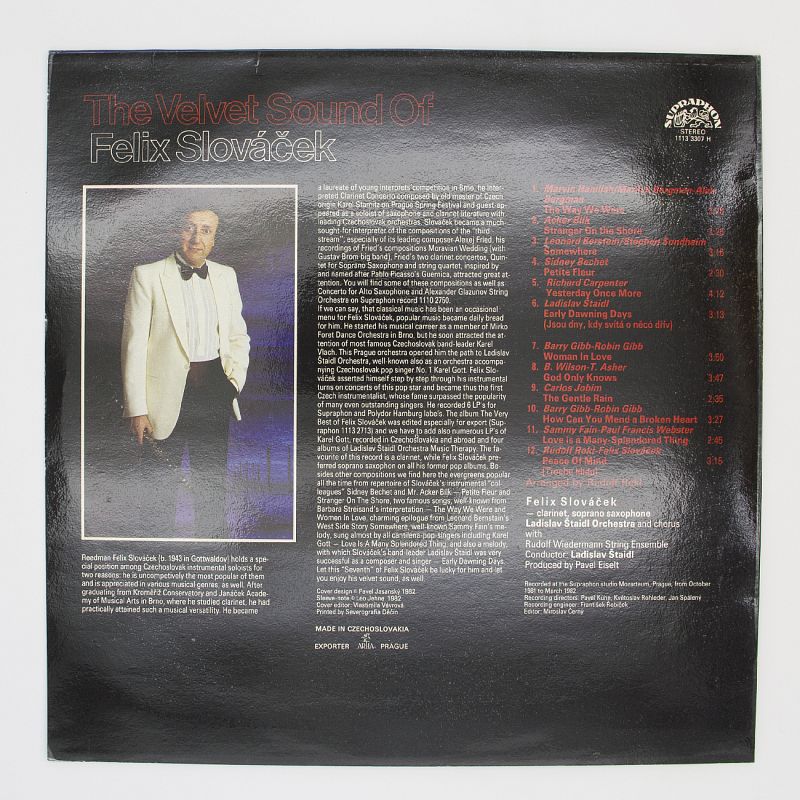 The Velvet Sound Of
Felix Slováček
SUPRAPHON
STEREO
1113 3307 H
Reedman Felix Slováček (b. 1943 in Gottwaldov) holds a spe-
cial position among Czechoslovak instrumental soloists for
two reasons: he is uncompetively the most popular of them
and is appreciated in various musical genres, as well. After
graduating from Kroměříž Conservatory and Janáček Acade-
my of Musical Arts in Brno, where he studied clarinet, he had
practically attained such a musical versatility. He became
a laureate of young interprets competition in Brno, he inter-
preted Clarinet Concerto composed by old master of Czech
origin Karel Stamitz on Prague Spring Festival and guest-ap-
peared as a soloist of saxophone and clarinet literature with
leading Czechoslovak orchestras. Slováček became a much-
sought-for interpreter of the compositions of the "third
stream", especially of its leading composer Alexej Fried, his
recordings of Fried's compositions Moravian Wedding (with
Gustav Brom big band), Fried's two clarinet concertos, Quin-
tet for Soprano Saxophone and string quartet, inspired by
and named after Pablo Picasso's Guernica, attracted great at-
tention. You will find some of these compositions as well as
Concerto for Alto Saxophone and Alexander Glazunov String
Orchestra on Supraphon record 1110 2750.
If we can say, that classical music has been an occasional
menu for Felix Slováček, popular music became daily bread
for him. He started his musical carreer as a member of Mirko
Foret Dance Orchestra in Brno, but he soon attracted the at-
tention of most famous Czechoslovak band-leader Karel
Vlach. This Prague orchestra opened him the path to Ladislav
Štaidl Orchestra, well-known also as an orchestra accompa-
nying Czechoslovak pop singer No. 1 Karel Gott. Felix Slo-
váček asserted himself step by step through his instrumental
turns on concerts of this pop star and became thus the first
Czech instrumentalist, whose fame surpassed the popularity
of many even outstanding singers. He recorded 6 LP's for
Supraphon and Polydor Hamburg labels. The album The Very
Best of Felix Slováček was edited especially for export (Sup-
raphon 1113 2713) and we have to add also numerous LP's of
Karel Gott, recorded in Czechoslovakia and abroad and four
albums of Ladislav Štaidl Orchestra Music Therapy. The fa-
vourite of this record is a clarinet, while Felix Slováček pre-
ferred soprano saxophon on all his former pop albums. Be-
sides other compositions we find here the evergreens popular
all the time from repertoire of Slováček's instrumental "col-
leagues" Sidney Bechet and Mr. Acker Bilk — Petite Fleur and
Stranger On The Shore, two famous songs, well-known from
Barbara Streisand's interpretation — The Way We Were and
Women In Love, charming epilogue from Leonard Bernstein's
West Side Story Somewhere, well-known Sammy Fain's me-
lody, sung almost by all cantilena pop-singers including Karel
Gott — Love Is A Many Splendored Thing, and also a melody,
with which Slováček's band-leader Ladislav Štaidl was very
successful as a composer and singer — Early Dawning Days.
Let this "Seventh" of Felix Slováček be lucky for him and let
you enjoy his velvet sound, as well.
Cover design © Pavel Jasanský 1982
Sleeve-note © Leo Jehne 1982
Cover editor: Vlastimila Vávrová
Printed by Severografia Děčín
MADE IN CZECHOSLOVAKIA
EXPORTER ARTIA PRAGUE
1. Marvin Hamlish/Merilyn Bergman-Alan
Bergman
The Way We Were
2. Acker Bilk
Stranger On the Shore
3. Leonard Berstein/Stephen Sondheim
Somewhere
4. Sidney Bechet
Petite Fleur 2:30
5. Richard Carpenter
Yesterday Once More 4:12
6. Ladislav Štaidl
Early Dawning Days 3:13
(Jsou dny, kdy svítá o něco dřív)
7. Barry Gibb-Robin Gibb
Woman In Love 3:50
8. B. Wilson-T. Asher
God Only Knows 3:47
9. Carlos Jobim
The Gentle Rain 2:35
10. Barry Gibb-Robin Gibb
How Can You Mend a Broken Heart 3:27
11. Sammy Fain-Paul Francis Webster
Love is a Many-Splendored Thing 2:45
12. Rudolf Rokl-Felix Slováček
Peace Of Mind 3:15
(Trochu klidu)
Arranged by Rudolf Rokl
Felix Slováček
— clarinet, soprano saxophone
Ladislav Štaidl Orchestra and chorus
with
Rudolf Wiedermann String Ensemble
Conductor: Ladislav Štaidl
Produced by Pavel Eiselt
Recorded at the Supraphon studio Mozarteum, Prague, from October
1981 to March 1982
Recording directors: Pavel Kühn, Květoslav Rohleder, Jan Spálený
Recording engineer: František Řebíček
Editor: Miroslav Černý